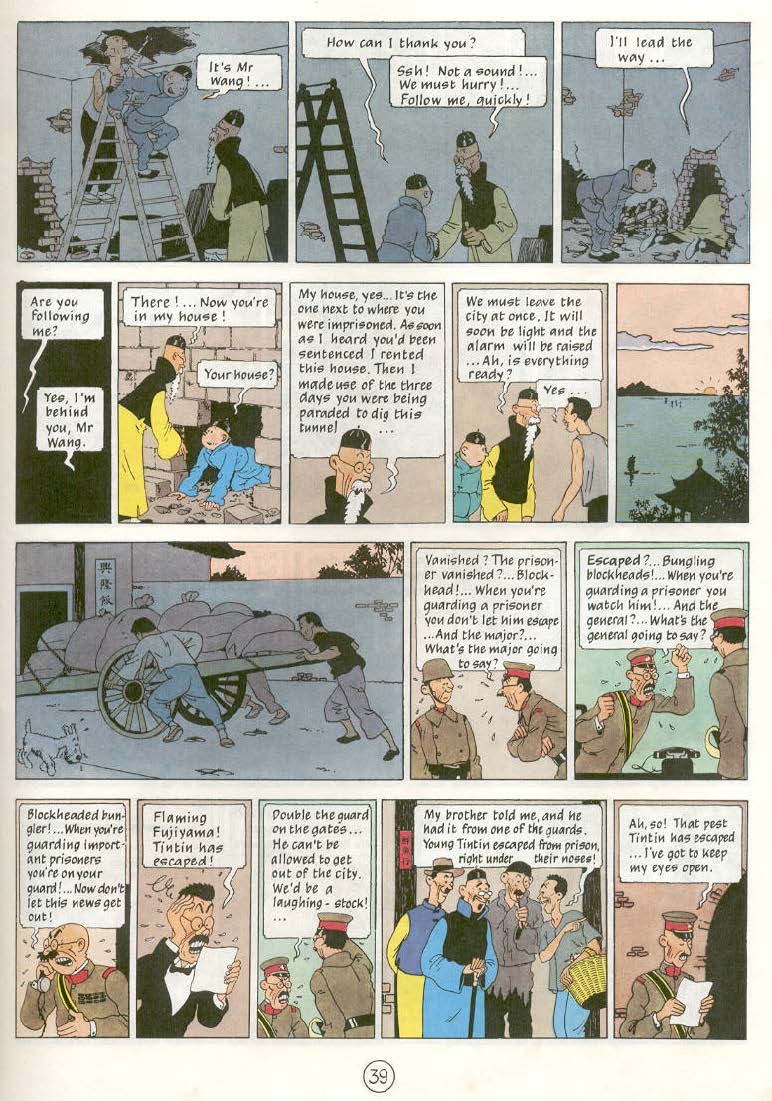 It's Mr
Wang! ...
How can I thank you?
Ssh! Not a sound!...
We must hurry!...
Follow me, quickly!
I'll lead the
way ...
Are you
following
me?
Yes, I'm
behind
you, Mr
Wang.
There! ... Now you're
in my house!
Your house?
My house, yes... It's the
one next to where you
were imprisoned. As soon
as I heard you'd been
sentenced I rented
this house. Then I
made use of the three
days you were being
paraded to dig this
tunnel ...
We must leave the
city at once. It will
soon be light and the
alarm will be raised
... Ah, is everything
ready?
Yes ...
興隆飯
Vanished? The prison-
er vanished?... Block-
head!... When you're
guarding a prisoner
you don't let him escape
... And the major?...
What's the major going
to say?
Escaped?... Bungling
blockheads!... When you're
guarding a prisoner you
watch him!... And the
general?... What's the
general going to say?
Blockheaded bun-
gler!... When you're
guarding import-
ant prisoners
you're on your
guard!... Now don't
let this news get
out!
Flaming
Fujiyama!
Tintin has
escaped!
Double the guard
on the gates...
He can't be
allowed to get
out of the city.
We'd be a
laughing-stock!
...
My brother told me, and he
had it from one of the guards.
Young Tintin escaped from prison,
right under their noses!
Ah, so! That pest
Tintin has escaped
... I've got to keep
my eyes open.
39